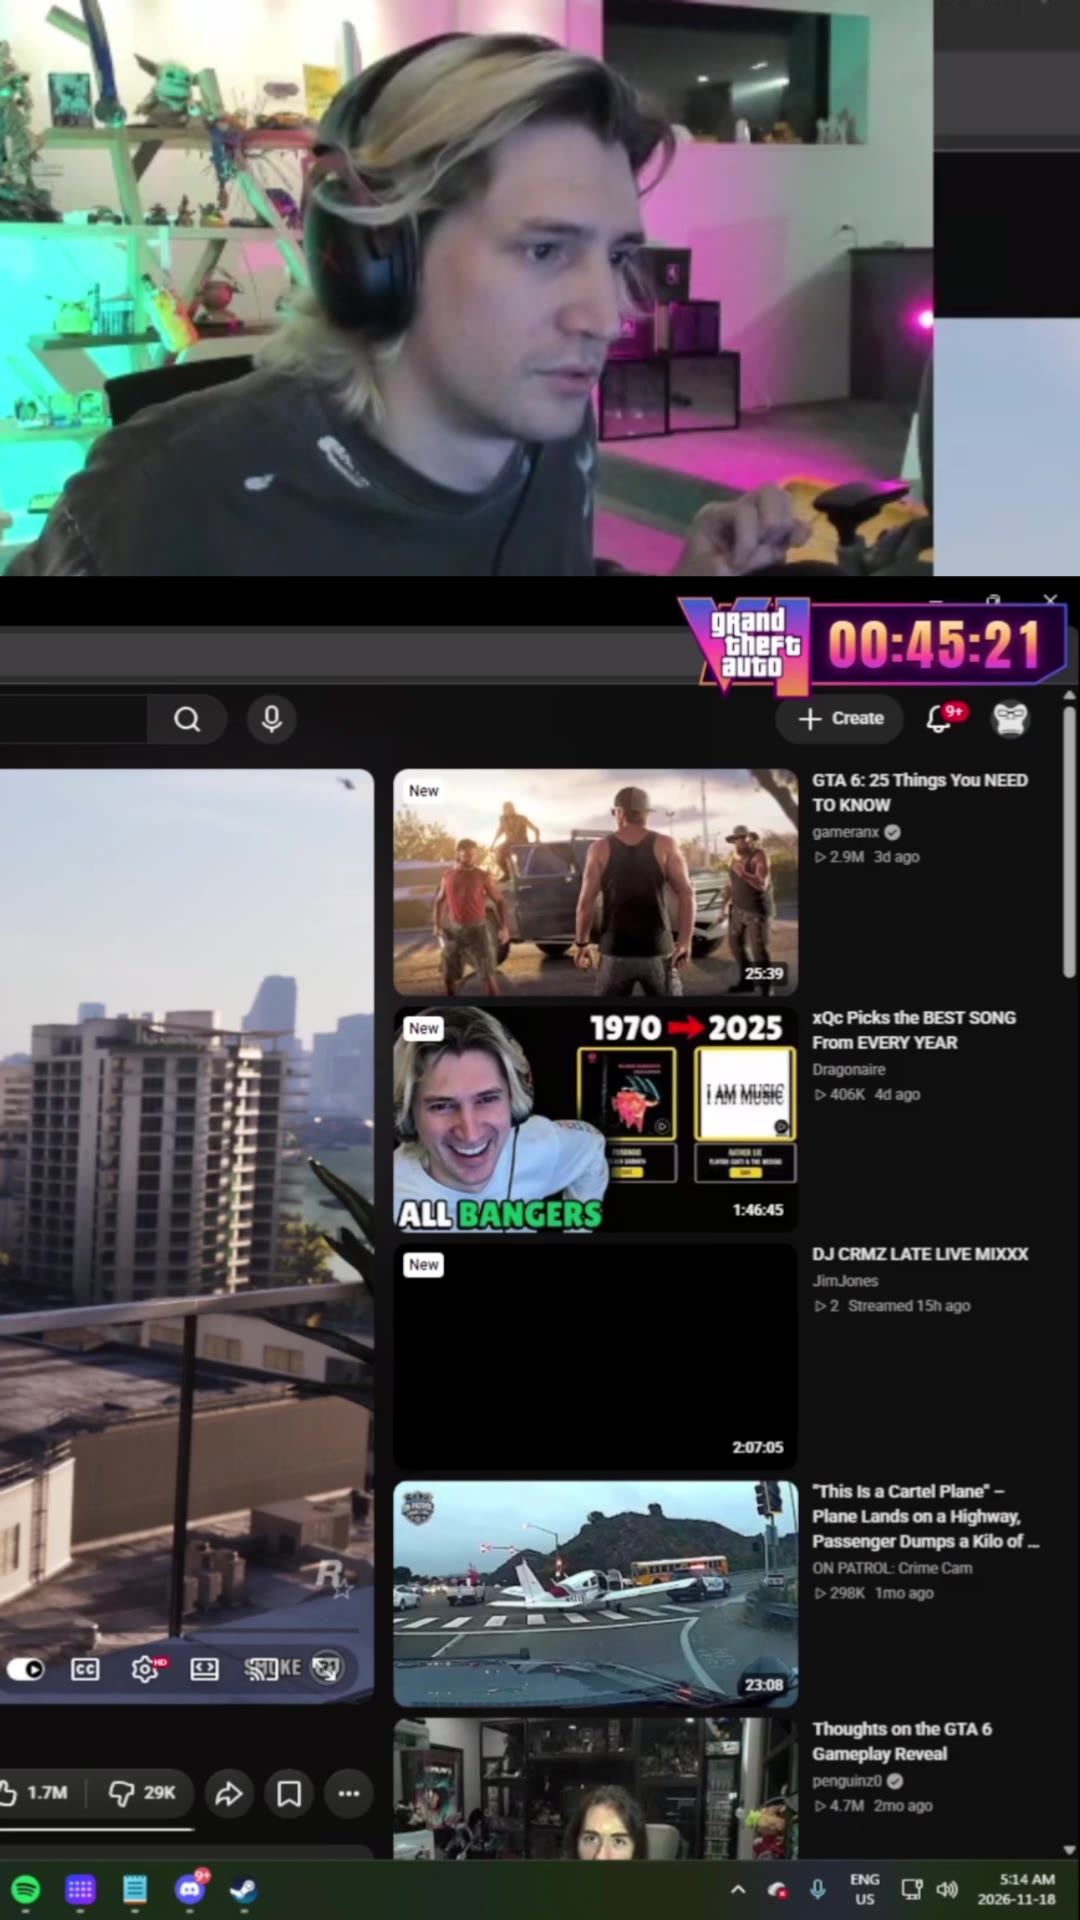 grand
theft
auto
VI
00:45:21
Create
9+
New
25:39
GTA 6: 25 Things You NEED
TO KNOW
gameranx
2.9M 3d ago
New
1970 2025
I AM MUSIC
ALL BANGERS
1:46:45
xQc Picks the BEST SONG
From EVERY YEAR
Dragonaire
406K 4d ago
New
2:07:05
DJ CRMZ LATE LIVE MIXXX
JimJones
2 Streamed 15h ago
23:08
"This Is a Cartel Plane" –
Plane Lands on a Highway,
Passenger Dumps a Kilo of ...
ON PATROL: Crime Cam
298K 1mo ago
R
CC
HD
SMOKE
Thoughts on the GTA 6
Gameplay Reveal
penguinz0
4.7M 2mo ago
1.7M
29K
9+
ENG
US
5:14 AM
2026-11-18